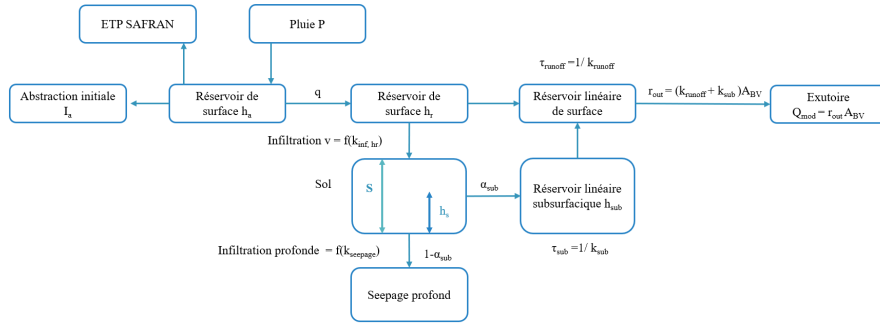 ETP SAFRAN
Pluie P
τrunoff =1/ krunoff
Abstraction initiale
Ia
Réservoir de
surface ha
q
Réservoir de
surface hr
Réservoir linéaire
de surface
rout = (krunoff + ksub )ABV
Exutoire
Qmod = rout ABV
Infiltration v = f(kinf, hr)
Sol
S
hs
αsub
Réservoir linéaire
subsurfacique hsub
Infiltration profonde = f(kseepage)
1-αsub
τsub =1/ ksub
Seepage profond